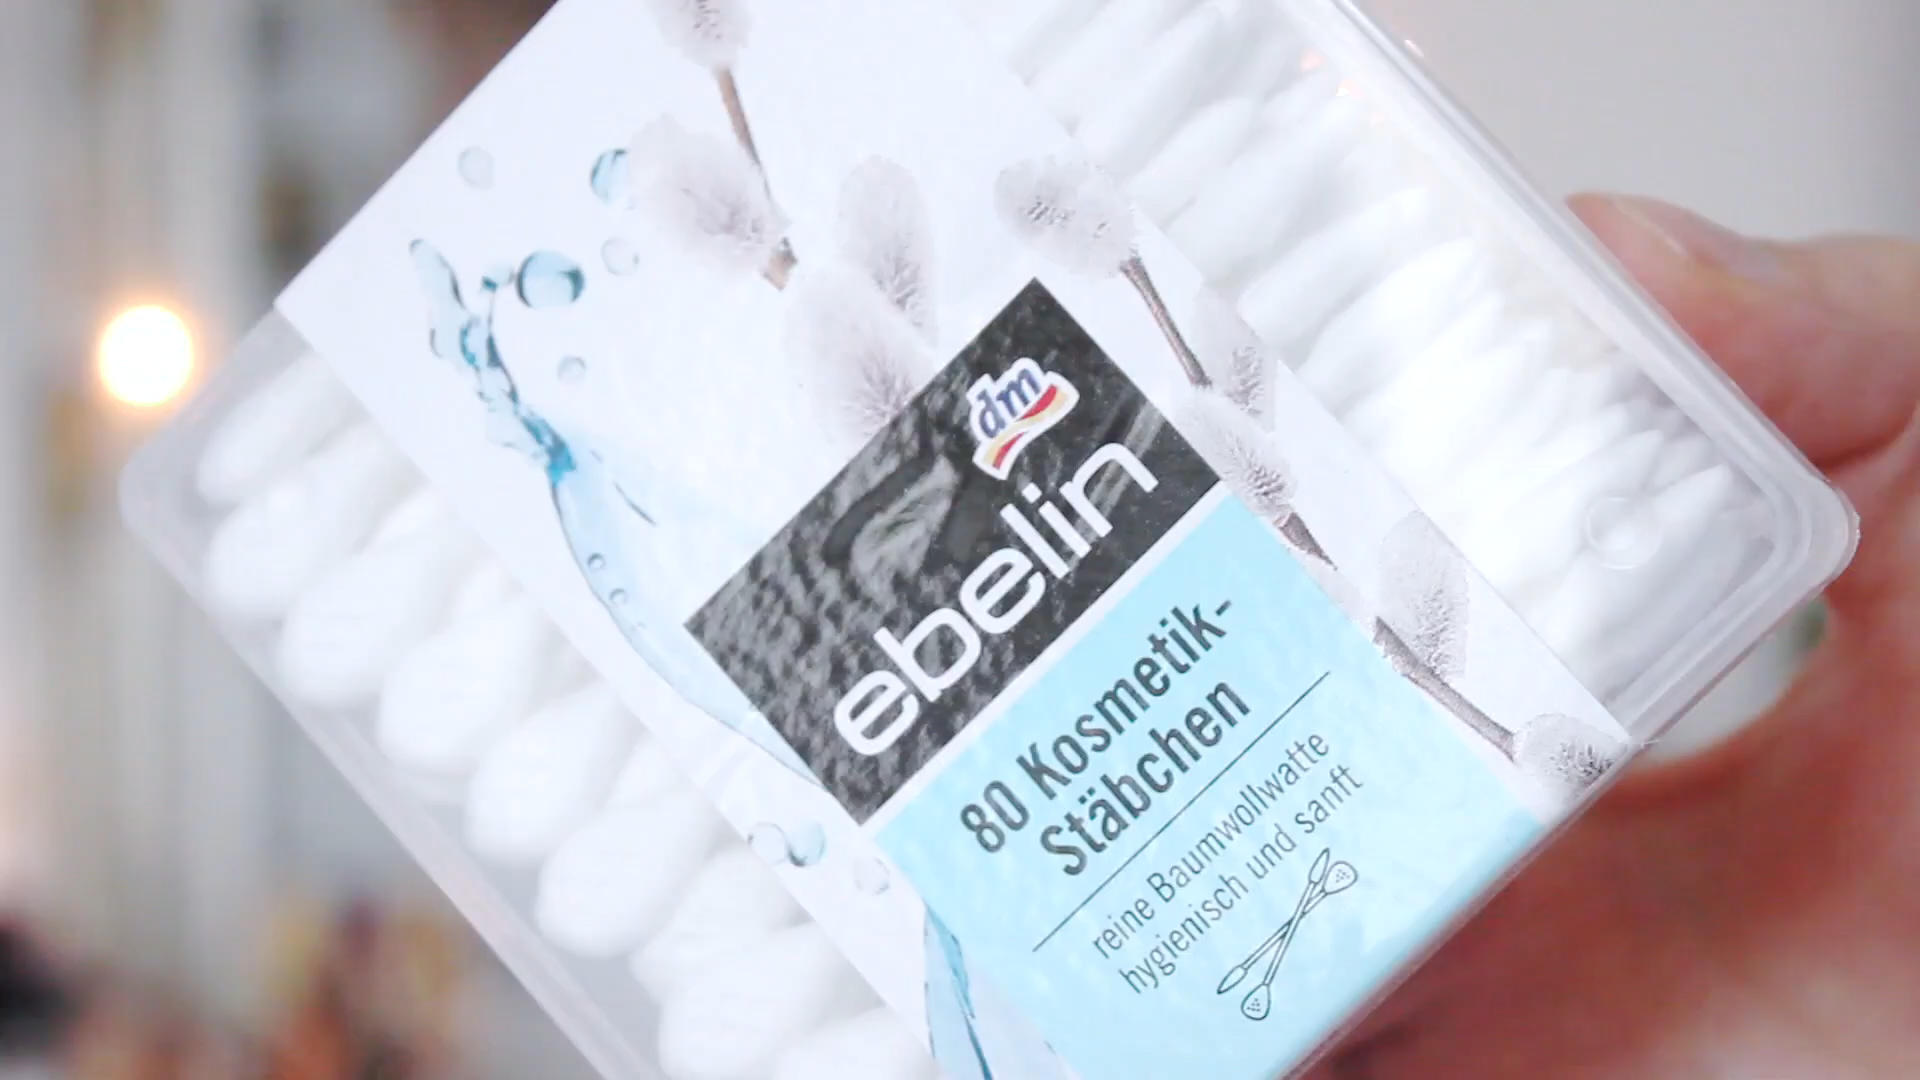 dm
ebelin
80 Kosmetik-
Stäbchen
reine Baumwollwatte
hygienisch und sanft